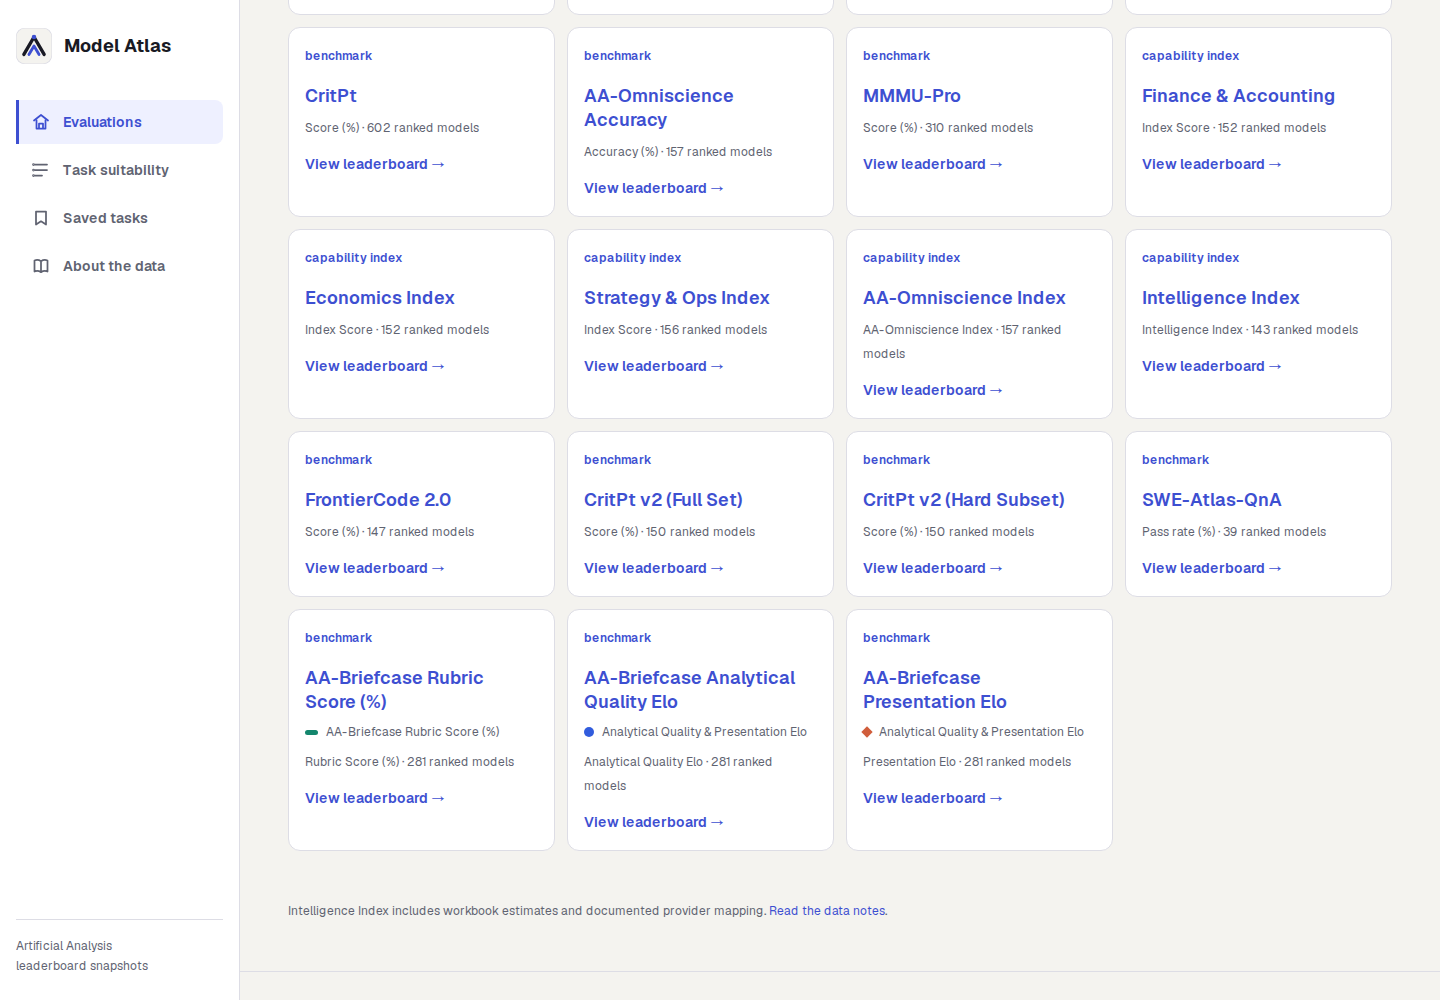 Model Atlas
Evaluations
Task suitability
Saved tasks
About the data
Artificial Analysis
leaderboard snapshots
benchmark
CritPt
Score (%) · 602 ranked models
View leaderboard →
benchmark
AA-Omniscience
Accuracy
Accuracy (%) · 157 ranked models
View leaderboard →
benchmark
MMMU-Pro
Score (%) · 310 ranked models
View leaderboard →
capability index
Finance & Accounting
Index Score · 152 ranked models
View leaderboard →
capability index
Economics Index
Index Score · 152 ranked models
View leaderboard →
capability index
Strategy & Ops Index
Index Score · 156 ranked models
View leaderboard →
capability index
AA-Omniscience Index
AA-Omniscience Index · 157 ranked
models
View leaderboard →
capability index
Intelligence Index
Intelligence Index · 143 ranked models
View leaderboard →
benchmark
FrontierCode 2.0
Score (%) · 147 ranked models
View leaderboard →
benchmark
CritPt v2 (Full Set)
Score (%) · 150 ranked models
View leaderboard →
benchmark
CritPt v2 (Hard Subset)
Score (%) · 150 ranked models
View leaderboard →
benchmark
SWE-Atlas-QnA
Pass rate (%) · 39 ranked models
View leaderboard →
benchmark
AA-Briefcase Rubric
Score (%)
AA-Briefcase Rubric Score (%)
Rubric Score (%) · 281 ranked models
View leaderboard →
benchmark
AA-Briefcase Analytical
Quality Elo
Analytical Quality & Presentation Elo
Analytical Quality Elo · 281 ranked
models
View leaderboard →
benchmark
AA-Briefcase
Presentation Elo
Analytical Quality & Presentation Elo
Presentation Elo · 281 ranked models
View leaderboard →
Intelligence Index includes workbook estimates and documented provider mapping. Read the data notes.